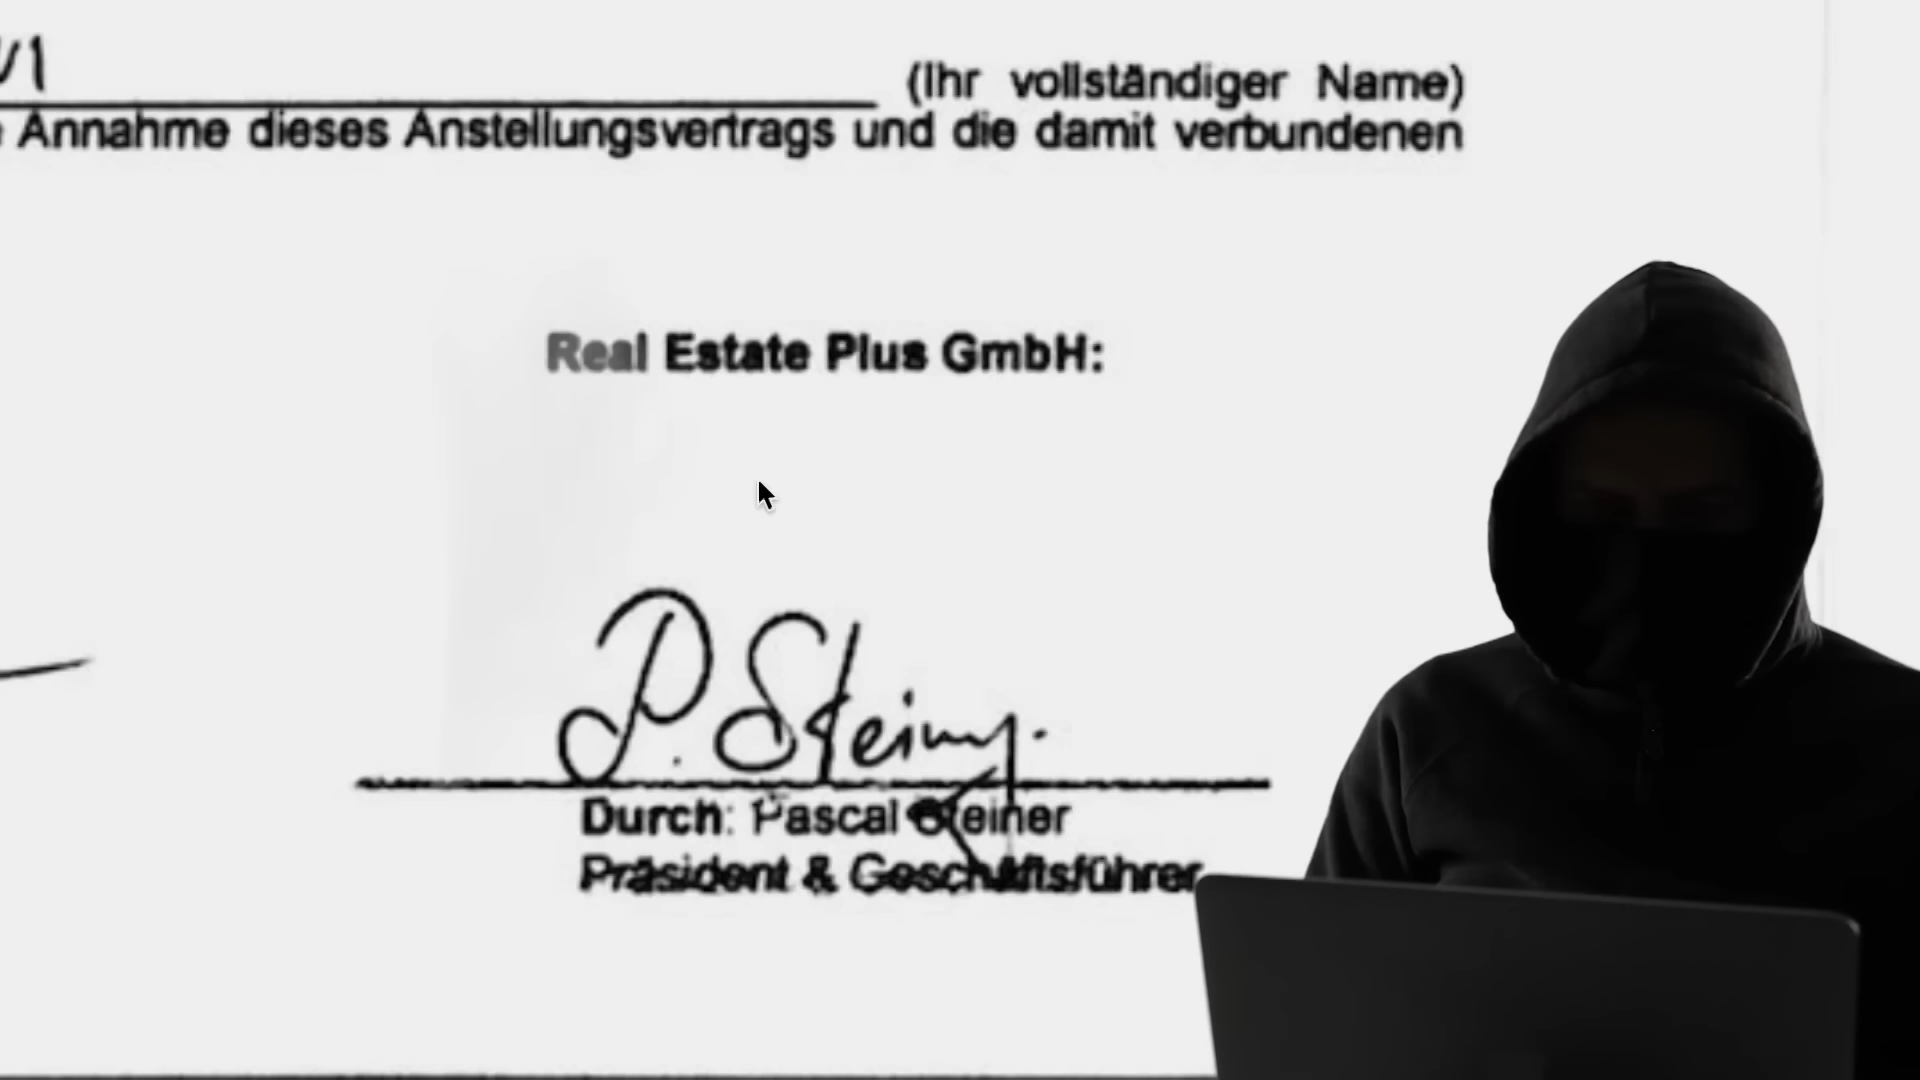 (Ihr vollständiger Name)
Annahme dieses Anstellungsvertrags und die damit verbundenen
Real Estate Plus GmbH:
P. Steiner
Durch: Pascal Steiner
Präsident & Geschäftsführer